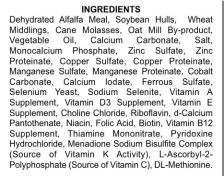 INGREDIENTS
Dehydrated Alfalfa Meal, Soybean Hulls, Wheat
Middlings, Cane Molasses, Oat Mill By-product,
Vegetable Oil, Calcium Carbonate, Salt,
Monocalcium Phosphate, Zinc Sulfate, Zinc
Proteinate, Copper Sulfate, Copper Proteinate,
Manganese Sulfate, Manganese Proteinate, Cobalt
Carbonate, Calcium Iodate, Ferrous Sulfate,
Selenium Yeast, Sodium Selenite, Vitamin A
Supplement, Vitamin D3 Supplement, Vitamin E
Supplement, Choline Chloride, Riboflavin, d-Calcium
Pantothenate, Niacin, Folic Acid, Biotin, Vitamin B12
Supplement, Thiamine Mononitrate, Pyridoxine
Hydrochloride, Menadione Sodium Bisulfite Complex
(Source of Vitamin K Activity), L-Ascorbyl-2-
Polyphosphate (Source of Vitamin C), DL-Methionine.